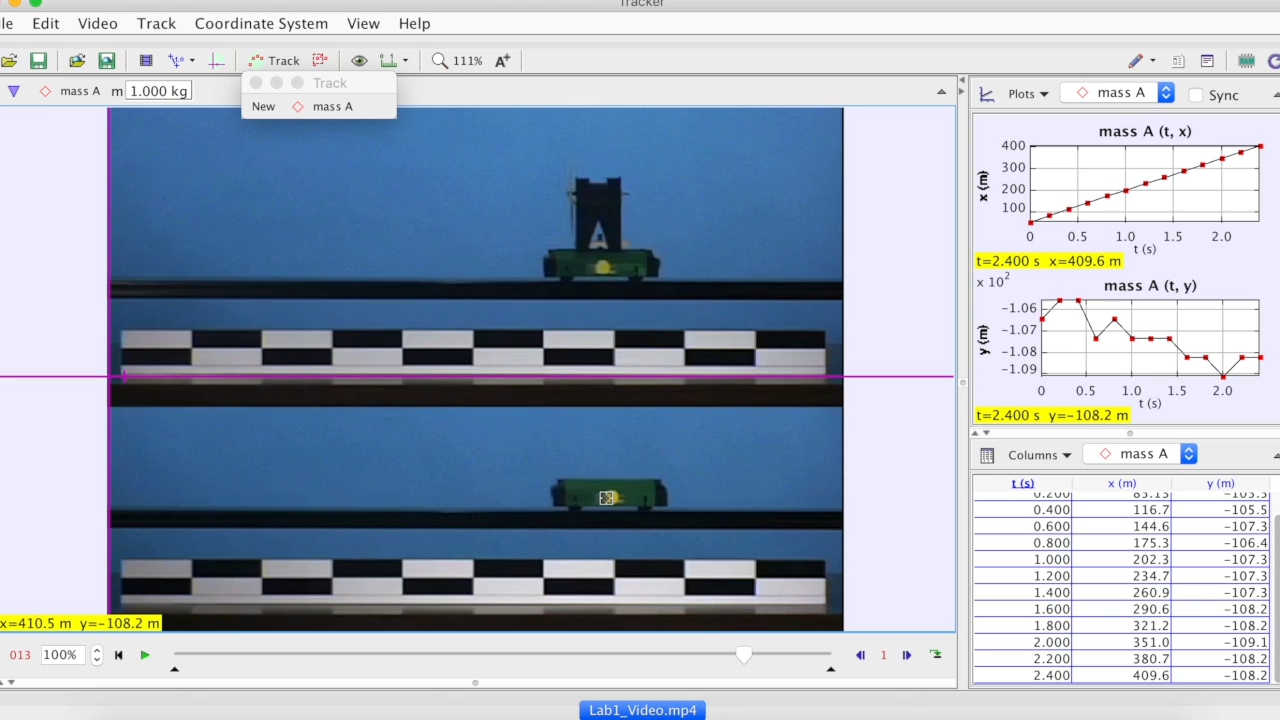 Tracker
le Edit Video Track Coordinate System View Help
Track 111% A+
mass A m 1.000 kg
Track
New mass A
A
x=410.5 m y=−108.2 m
013 100% 1
Plots mass A Sync
mass A (t, x)
400
300
200
100
x (m)
0 0.5 1.0 1.5 2.0
t (s)
t=2.400 s x=409.6 m
x 10²
mass A (t, y)
−1.06
−1.07
−1.08
−1.09
y (m)
0 0.5 1.0 1.5 2.0
t (s)
t=2.400 s y=−108.2 m
Columns mass A
t (s) x (m) y (m)
0.200 83.13 −105.5
0.400 116.7 −105.5
0.600 144.6 −107.3
0.800 175.3 −106.4
1.000 202.3 −107.3
1.200 234.7 −107.3
1.400 260.9 −107.3
1.600 290.6 −108.2
1.800 321.2 −108.2
2.000 351.0 −109.1
2.200 380.7 −108.2
2.400 409.6 −108.2
Lab1_Video.mp4